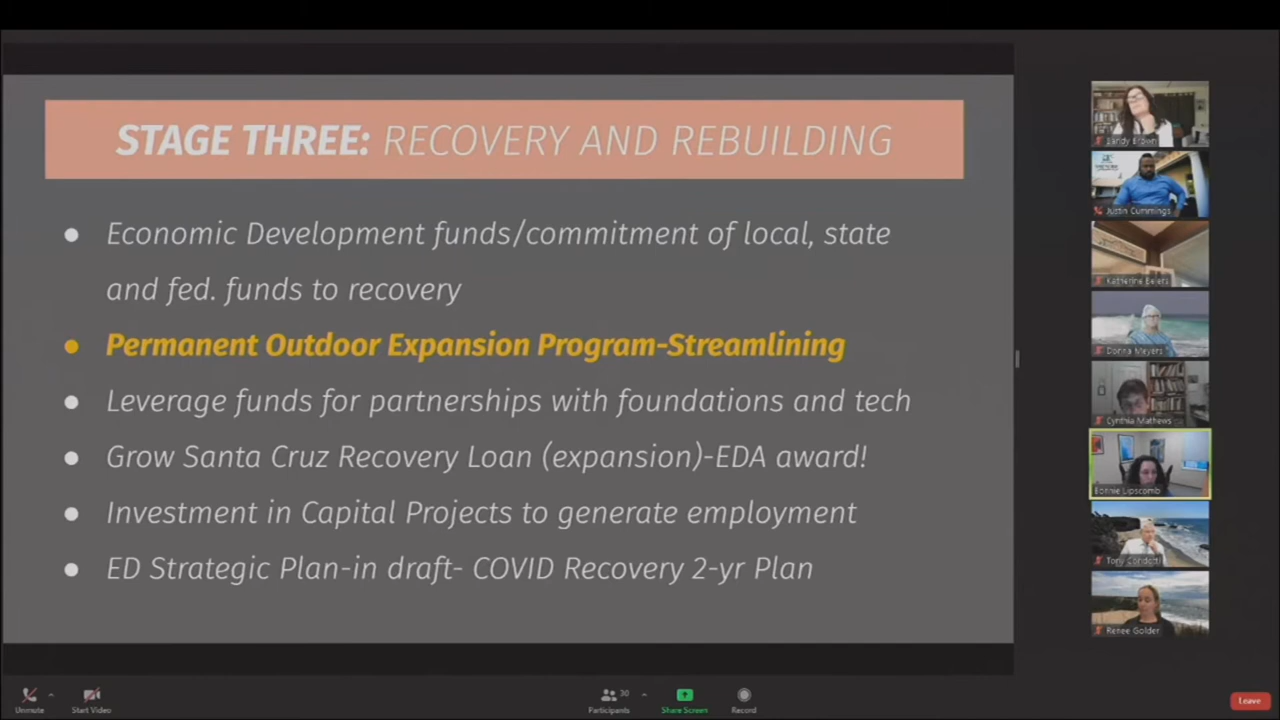 STAGE THREE: RECOVERY AND REBUILDING
• Economic Development funds/commitment of local, state
and fed. funds to recovery
• Permanent Outdoor Expansion Program-Streamlining
• Leverage funds for partnerships with foundations and tech
• Grow Santa Cruz Recovery Loan (expansion)-EDA award!
• Investment in Capital Projects to generate employment
• ED Strategic Plan-in draft- COVID Recovery 2-yr Plan
Sandy Brown
Justin Cummings
Katherine Beiers
Donna Meyers
Cynthia Mathews
Bonnie Lipscomb
Tony Condotti
Renee Golder
Unmute
Start Video
Participants
30
Share Screen
Record
Leave